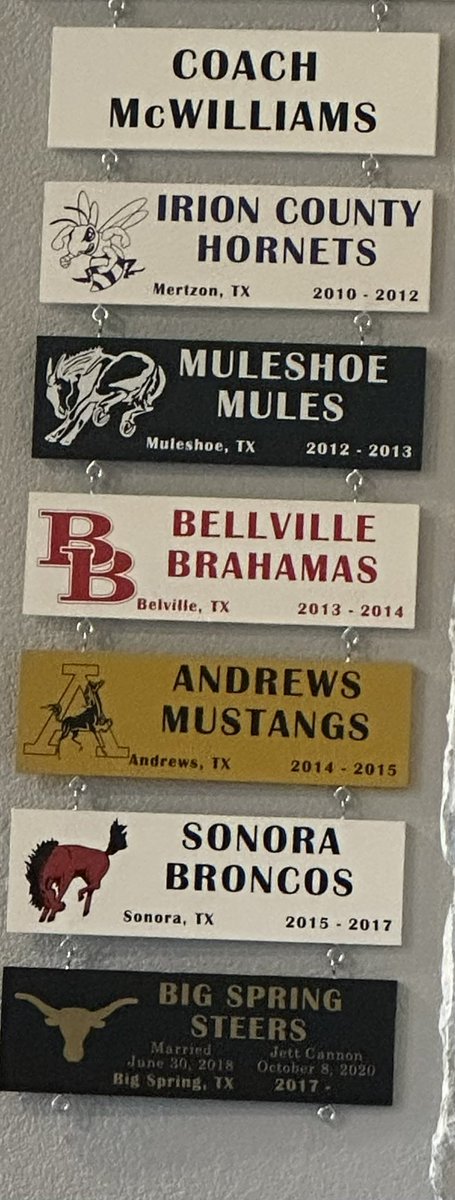 COACH
McWILLIAMS
IRION COUNTY
HORNETS
Mertzon, TX 2010 - 2012
MULESHOE
MULES
Muleshoe, TX 2012 - 2013
BB
BELLVILLE
BRAHAMAS
Belville, TX 2013 - 2014
A
ANDREWS
MUSTANGS
Andrews, TX 2014 - 2015
SONORA
BRONCOS
Sonora, TX 2015 - 2017
BIG SPRING
STEERS
Married Jett Cannon
June 30, 2018 October 8, 2020
Big Spring, TX 2017 -